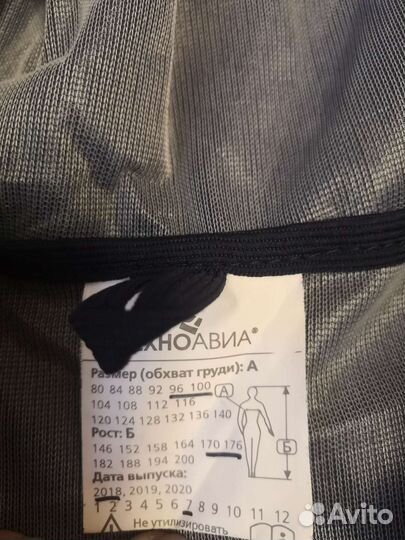 ХНОАВИА®
Размер (обхват груди): А
80 84 88 92 96 100
104 108 112 116
120 124 128 132 136 140
Рост: Б
146 152 158 164 170 176
182 188 194 200
Дата выпуска:
2018, 2019, 2020
1 2 3 4 5 6 7 8 9 10 11 12
Не утилизировать
А
Б
Avito